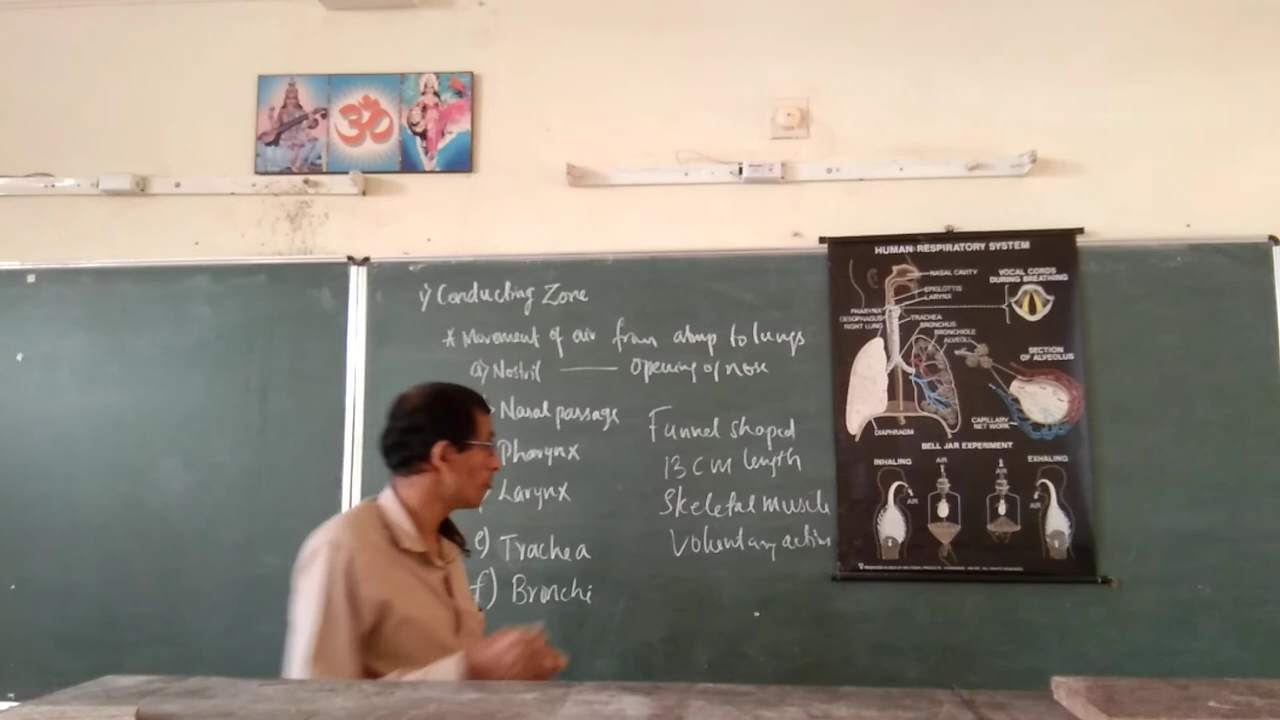 ॐ
i) Conducting Zone
* Movement of air from atmp to lungs
a) Nostril —— Opening of nose
Nasal passage
Pharynx
Larynx
e) Trachea
f) Bronchi
Funnel shaped
13 cm length
Skeletal muscle
Voluntary action
HUMAN RESPIRATORY SYSTEM
NASAL CAVITY
VOCAL CORDS
DURING BREATHING
EPIGLOTTIS
LARYNX
PHARYNX
OESOPHAGUS
RIGHT LUNG
TRACHEA
BRONCHUS
BRONCHIOLE
ALVEOLI
SECTION
OF ALVEOLUS
CAPILLARY
NET WORK
DIAPHRAGM
BELL JAR EXPERIMENT
INHALING
AIR
AIR
EXHALING
AIR
AIR